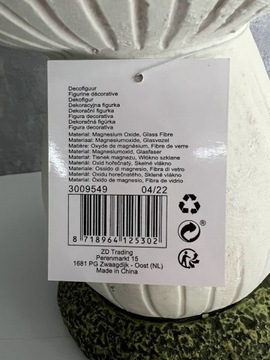 Decofiguur
Figurine décorative
Dekofigur
Dekoracyjna figurka
Dekorační figurka
Figura decorativa
Dekoračná figúrka
Figura decorativa
Material: Magnesium Oxide, Glass Fibre
Materiaal: Magnesiumoxide, Glasvezel
Matière: Oxyde de magnésium, Fibre de verre
Material: Magnesiumoxid, Glasfaser
Materiał: Tlenek magnezu, Włókno szklane
Materiál: Oxid hořečnatý, Skelné vlákno
Materiale: Ossido di magnesio, Fibra di vetro
Materiál: Oxidu horečnatého, Sklenené vlákno
Material: Óxido de magnesio, Fibra de vidrio
3009549 04/22
8 718964 125302
ZD Trading
Perenmarkt 15
1681 PG Zwaagdijk - Oost (NL)
Made in China